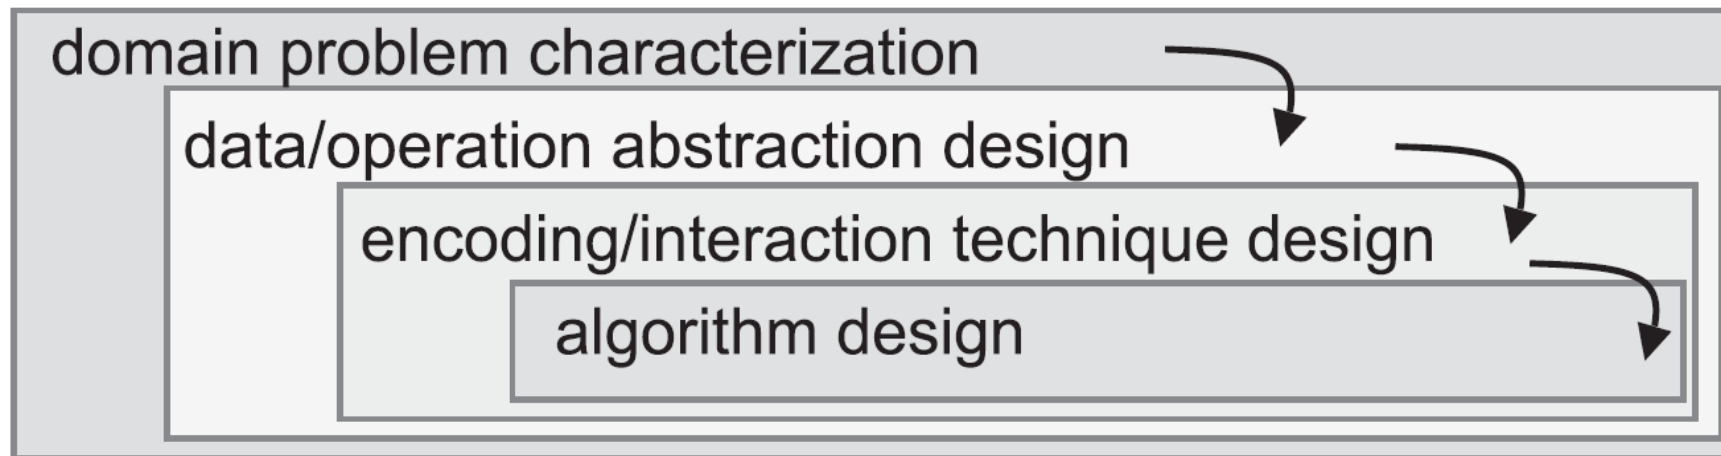 domain problem characterization
data/operation abstraction design
encoding/interaction technique design
algorithm design